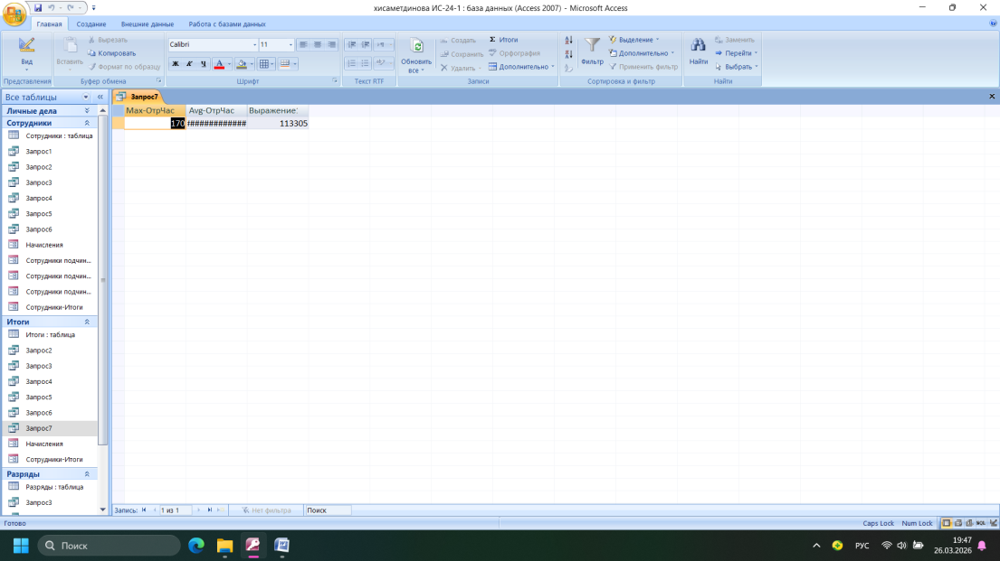 хисаметдинова ИС-24-1 : база данных (Access 2007) - Microsoft Access
Главная Создание Внешние данные Работа с базами данных
Вид
Представления
Вставить
Вырезать
Копировать
Формат по образцу
Буфер обмена
Calibri 11
Ж К Ч А
Шрифт
Текст RTF
Обновить все
Создать
Сохранить
Удалить
Σ Итоги
Орфография
Дополнительно
Записи
Фильтр
Выделение
Дополнительно
Применить фильтр
Сортировка и фильтр
Найти
Заменить
Перейти
Выбрать
Найти
Все таблицы
Личные дела
Сотрудники
Сотрудники : таблица
Запрос1
Запрос2
Запрос3
Запрос4
Запрос5
Запрос6
Начисления
Сотрудники подчин...
Сотрудники подчин...
Сотрудники подчин...
Сотрудники-Итоги
Итоги
Итоги : таблица
Запрос2
Запрос3
Запрос4
Запрос5
Запрос6
Запрос7
Начисления
Сотрудники-Итоги
Разряды
Разряды : таблица
Запрос3
Запрос7
Max-ОтрЧас Avg-ОтрЧас Выражение:
170 ############# 113305
Запись: 1 из 1 Нет фильтра Поиск
Готово Caps Lock Num Lock SQL
Поиск
РУС
19:47
26.03.2026